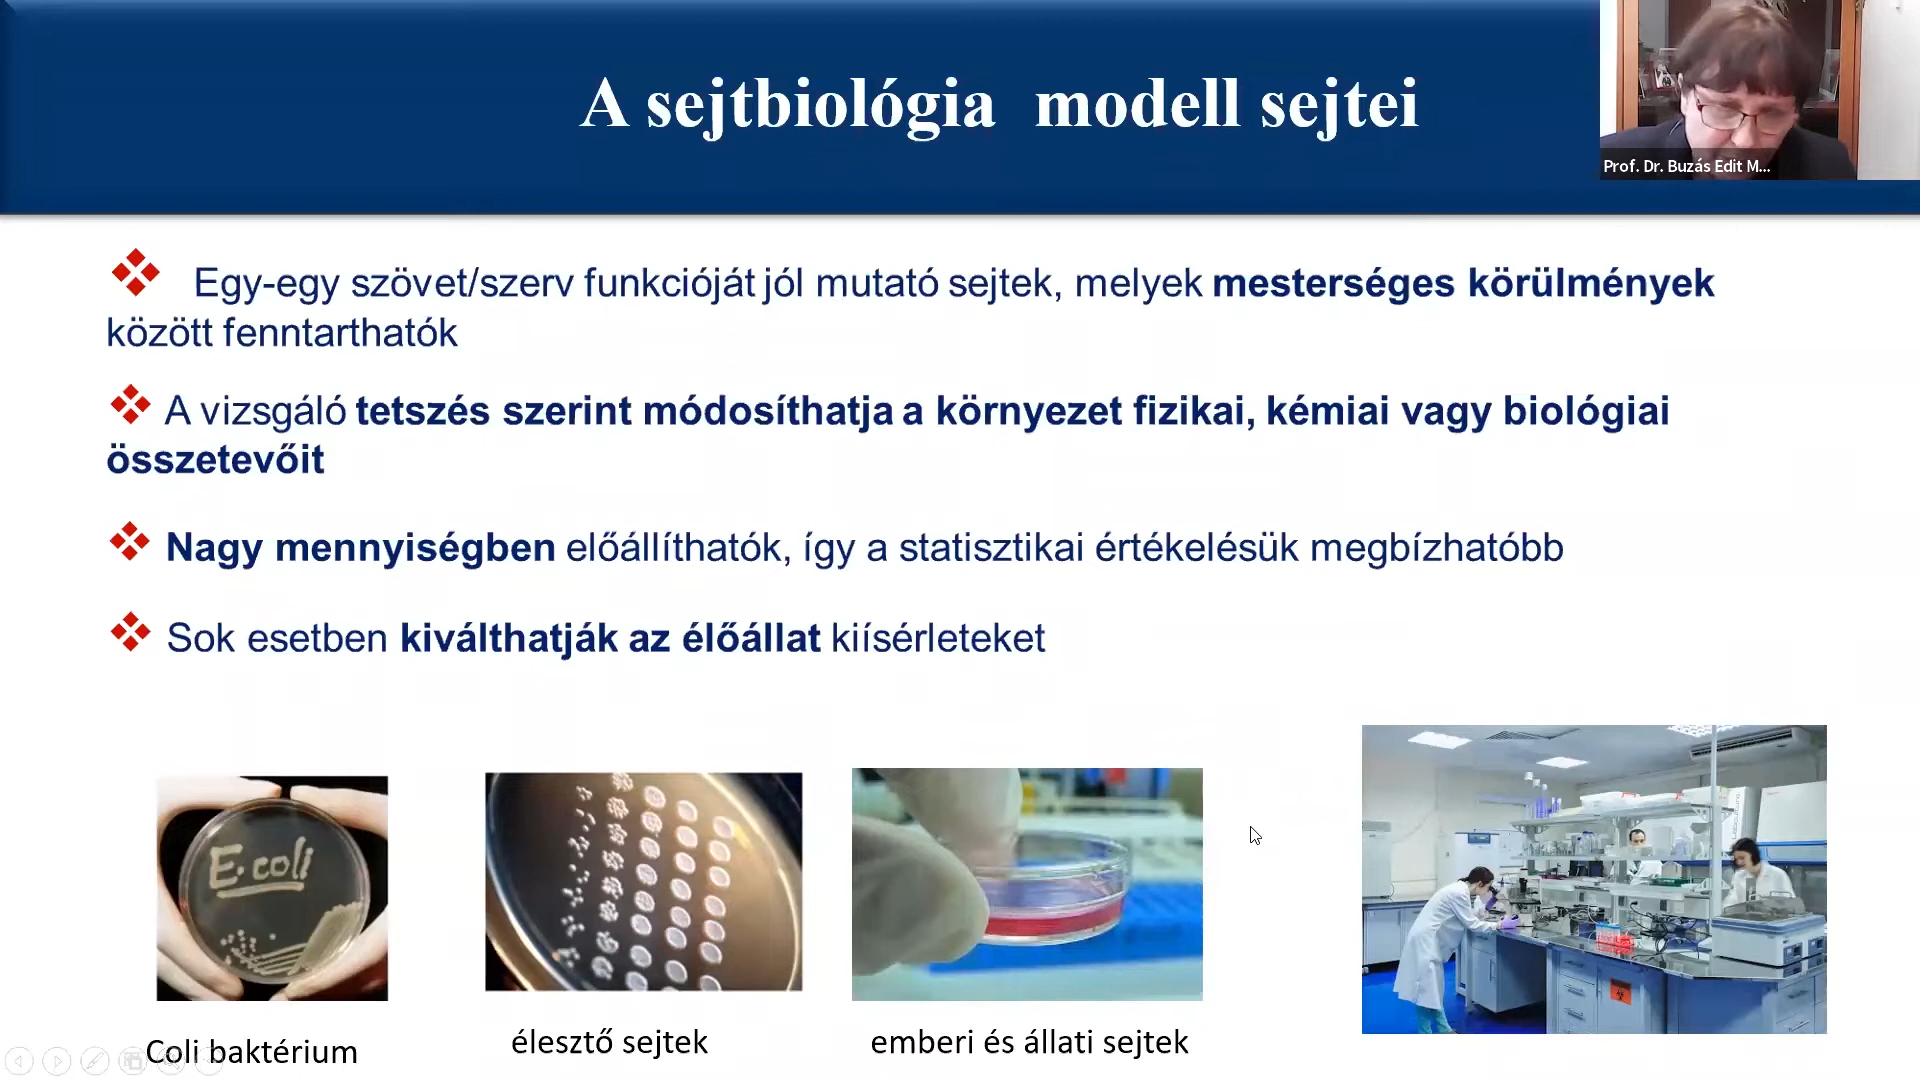 A sejtbiológia modell sejtei
Prof. Dr. Buzás Edit M...
Egy-egy szövet/szerv funkcióját jól mutató sejtek, melyek mesterséges körülmények
között fenntarthatók
A vizsgáló tetszés szerint módosíthatja a környezet fizikai, kémiai vagy biológiai
összetevőit
Nagy mennyiségben előállíthatók, így a statisztikai értékelésük megbízhatóbb
Sok esetben kiválthatják az élőállat kiísérleteket
E. coli
Coli baktérium
élesztő sejtek
emberi és állati sejtek